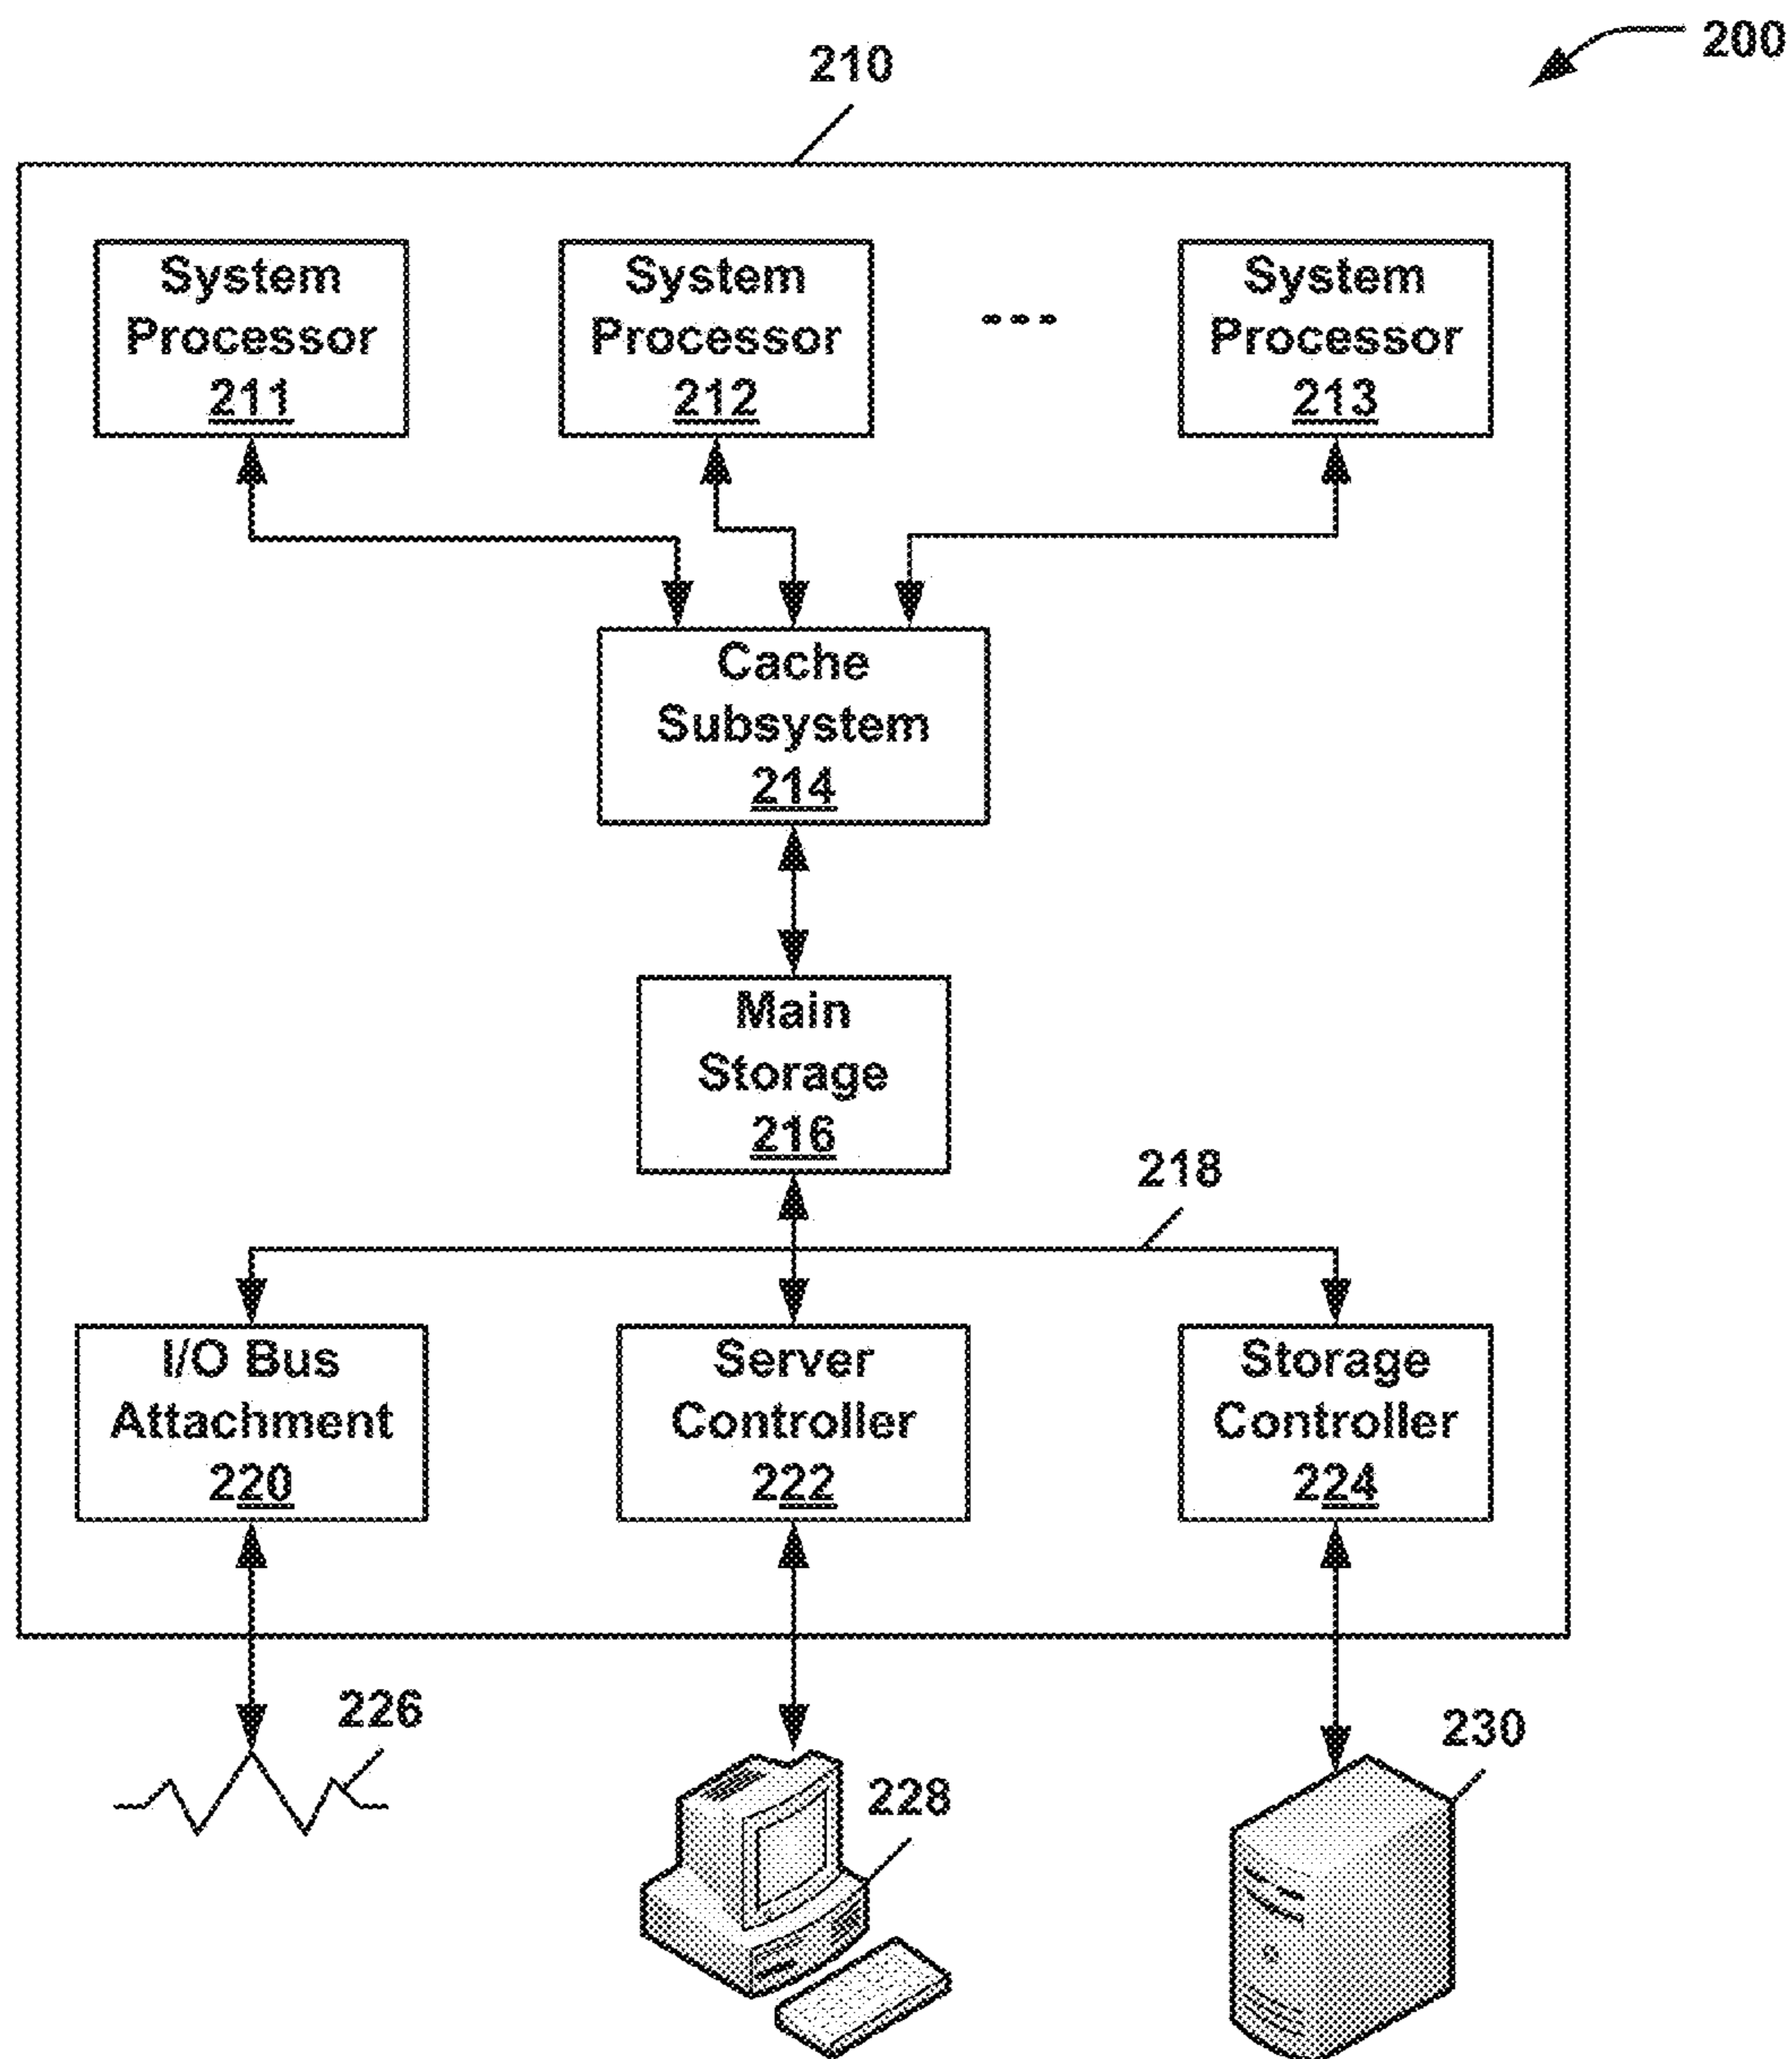 200
210
System
Processor
211
System
Processor
212
...
System
Processor
213
Cache
Subsystem
214
Main
Storage
216
218
I/O Bus
Attachment
220
Server
Controller
222
Storage
Controller
224
226
228
230